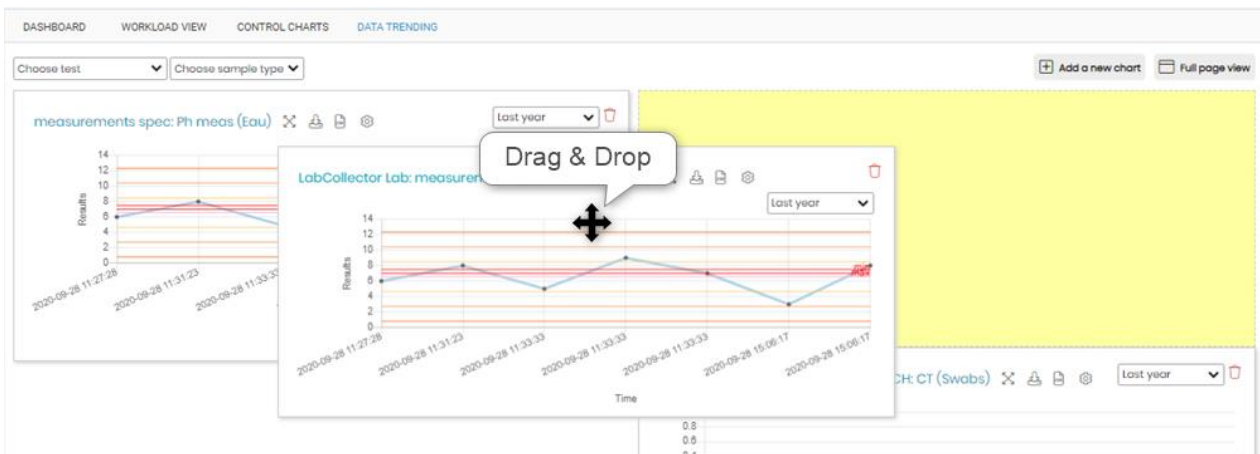 DASHBOARD WORKLOAD VIEW CONTROL CHARTS DATA TRENDING
Choose test Choose sample type
Add a new chart Full page view
measurements spec: Ph meas (Eau) Last year
Results
14
12
10
8
6
4
2
0
2020-09-28 11:27:28 2020-09-28 11:31:23 2020-09-28 11:33:33
Drag & Drop
LabCollector Lab:
Last year
Results
14
12
10
8
6
4
2
0
2020-09-28 11:27:28 2020-09-28 11:31:23 2020-09-28 11:33:33 2020-09-28 11:33:33 2020-09-28 11:33:33 2020-09-28 15:06:17 2020-09-28 15:06:17
Time
CH: CT (Swabs) Last year
0.8
0.6